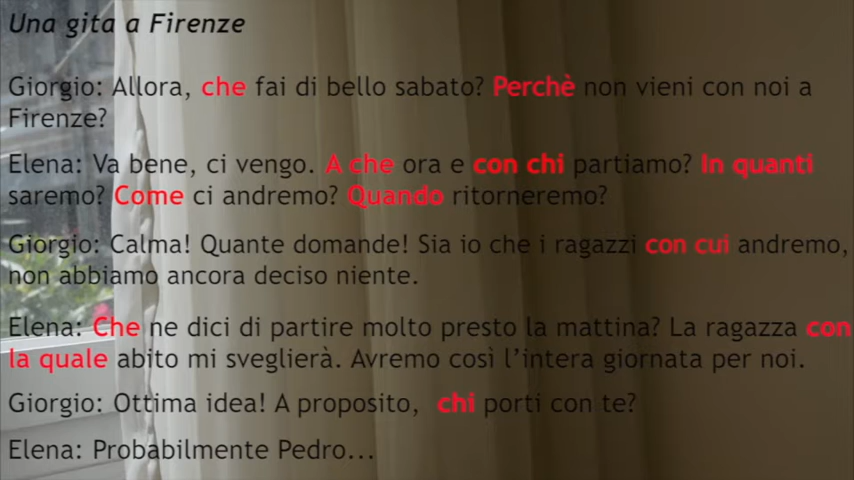 Una gita a Firenze
Giorgio: Allora, che fai di bello sabato? Perchè non vieni con noi a
Firenze?
Elena: Va bene, ci vengo. A che ora e con chi partiamo? In quanti
saremo? Come ci andremo? Quando ritorneremo?
Giorgio: Calma! Quante domande! Sia io che i ragazzi con cui andremo,
non abbiamo ancora deciso niente.
Elena: Che ne dici di partire molto presto la mattina? La ragazza con
la quale abito mi sveglierà. Avremo così l'intera giornata per noi.
Giorgio: Ottima idea! A proposito, chi porti con te?
Elena: Probabilmente Pedro...